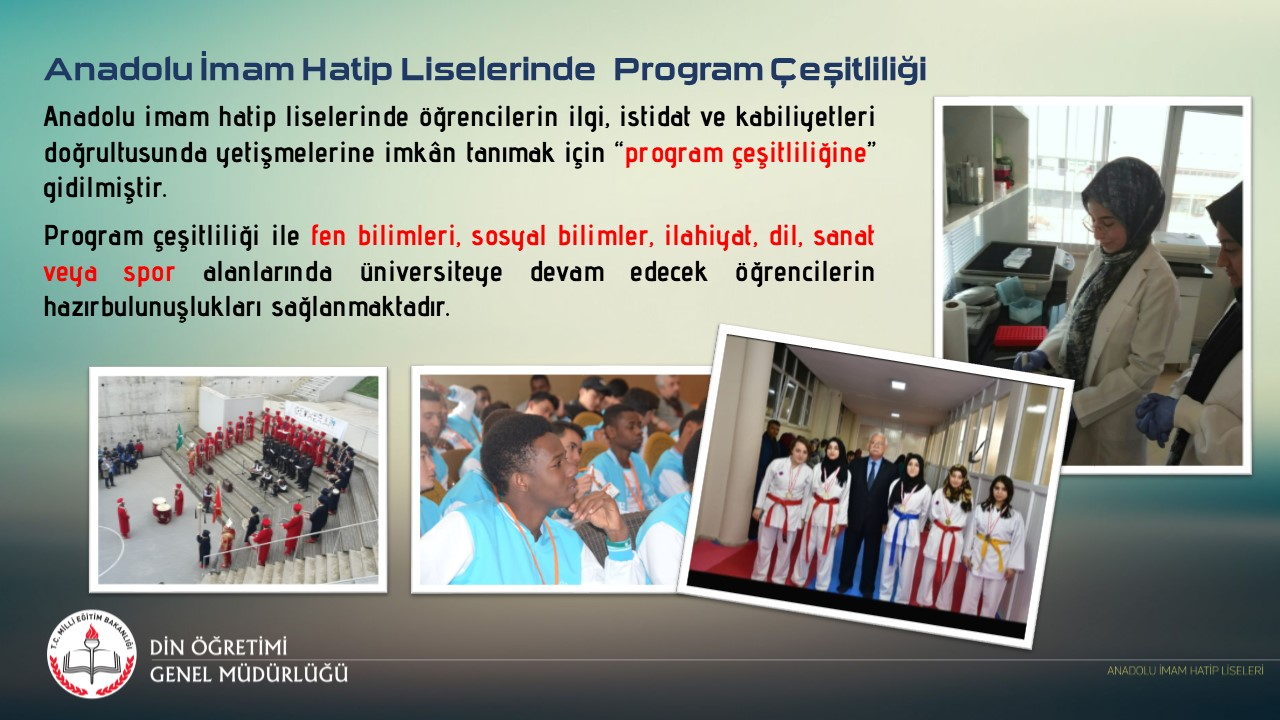 Anadolu İmam Hatip Liselerinde Program Çeşitliliği
Anadolu imam hatip liselerinde öğrencilerin ilgi, istidat ve kabiliyetleri
doğrultusunda yetişmelerine imkân tanımak için “program çeşitliliğine”
gidilmiştir.
Program çeşitliliği ile fen bilimleri, sosyal bilimler, ilahiyat, dil, sanat
veya spor alanlarında üniversiteye devam edecek öğrencilerin
hazırbulunuşlukları sağlanmaktadır.
T.C. MİLLİ EĞİTİM BAKANLIĞI
DİN ÖĞRETİMİ
GENEL MÜDÜRLÜĞÜ
ANADOLU İMAM HATİP LİSELERİ